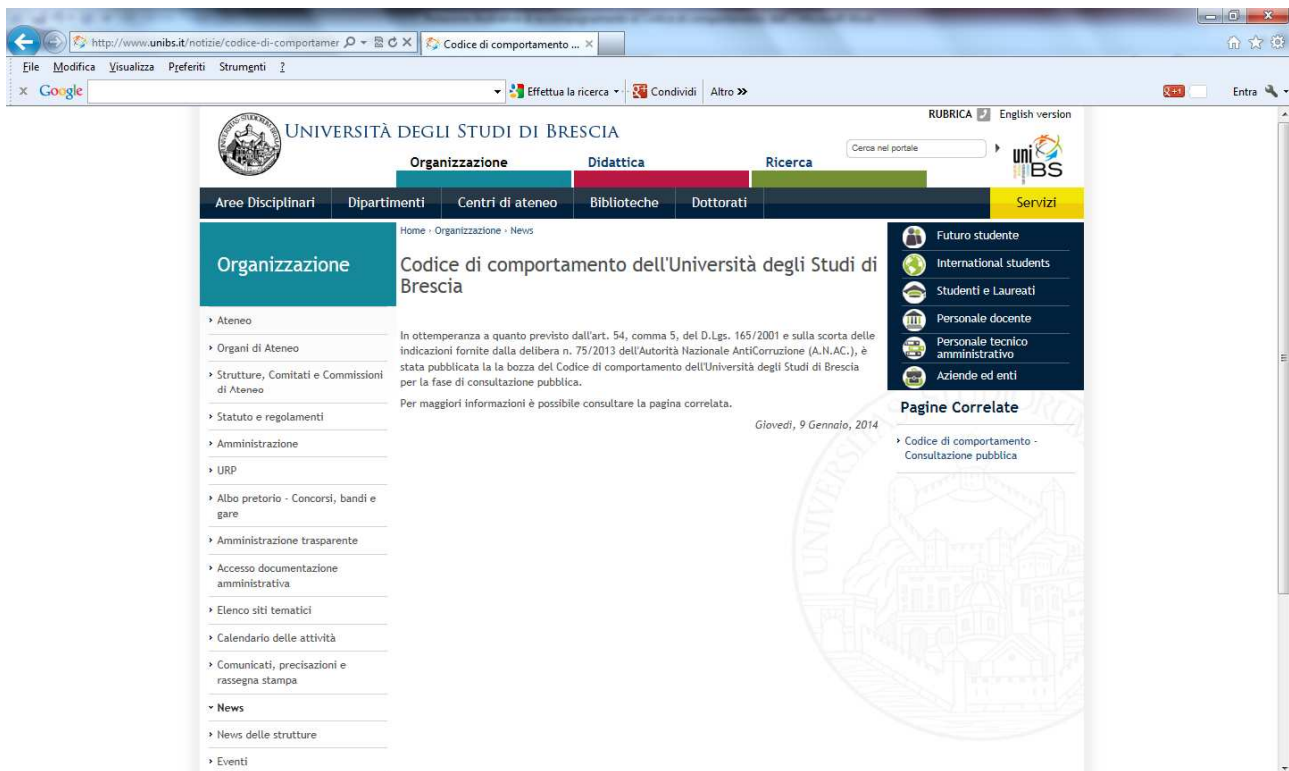 http://www.unibs.it/notizie/codice-di-comportamer
Codice di comportamento ...
File Modifica Visualizza Preferiti Strumenti ?
x Google
Effettua la ricerca
Condividi
Altro »
Entra
UNIVERSITÀ DEGLI STUDI DI BRESCIA
RUBRICA
English version
Cerca nel portale
uniBS
Organizzazione
Didattica
Ricerca
Aree Disciplinari
Dipartimenti
Centri di ateneo
Biblioteche
Dottorati
Servizi
Organizzazione
Ateneo
Organi di Ateneo
Strutture, Comitati e Commissioni
di Ateneo
Statuto e regolamenti
Amministrazione
URP
Albo pretorio - Concorsi, bandi e
gare
Amministrazione trasparente
Accesso documentazione
amministrativa
Elenco siti tematici
Calendario delle attività
Comunicati, precisazioni e
rassegna stampa
News
News delle strutture
Eventi
Home › Organizzazione › News
Codice di comportamento dell'Università degli Studi di
Brescia
In ottemperanza a quanto previsto dall'art. 54, comma 5, del D.Lgs. 165/2001 e sulla scorta delle
indicazioni fornite dalla delibera n. 75/2013 dell'Autorità Nazionale AntiCorruzione (A.N.AC.), è
stata pubblicata la la bozza del Codice di comportamento dell'Università degli Studi di Brescia
per la fase di consultazione pubblica.
Per maggiori informazioni è possibile consultare la pagina correlata.
Giovedì, 9 Gennaio, 2014
Futuro studente
International students
Studenti e Laureati
Personale docente
Personale tecnico
amministrativo
Aziende ed enti
Pagine Correlate
Codice di comportamento -
Consultazione pubblica